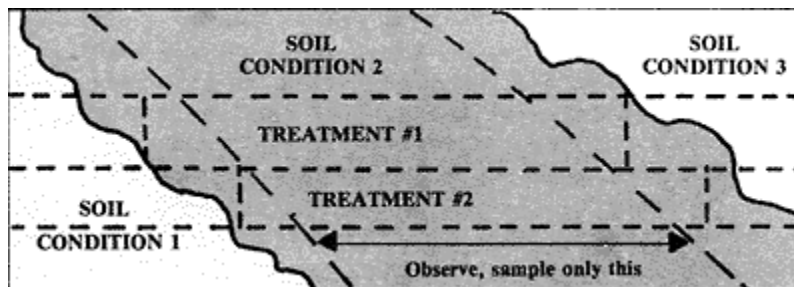 SOIL
CONDITION 2
SOIL
CONDITION 3
TREATMENT #1
TREATMENT #2
SOIL
CONDITION 1
Observe, sample only this